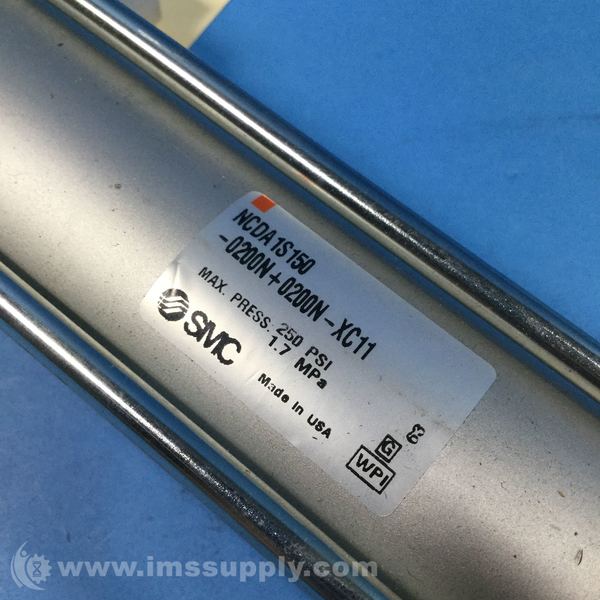 NCDA1S150
-0200N+0200N-XC11
MAX. PRESS. 250 PSI
1.7 MPa
SMC
Made in USA
G 63
WPI
www.imssupply.com